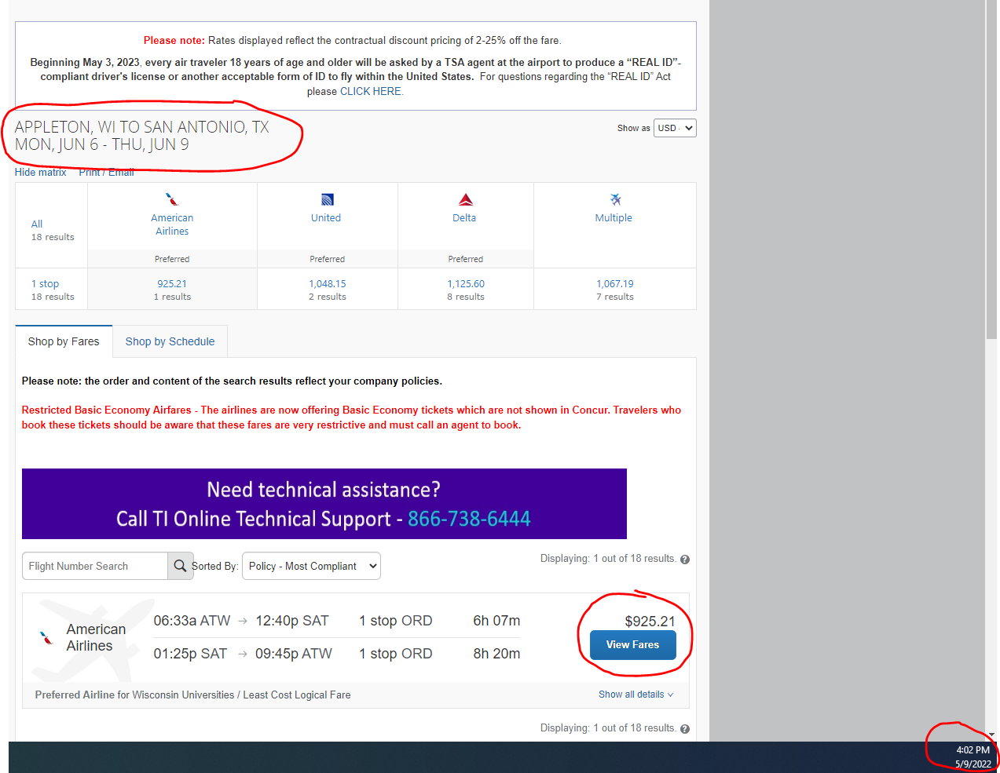 Please note: Rates displayed reflect the contractual discount pricing of 2-25% off the fare.
Beginning May 3, 2023, every air traveler 18 years of age and older will be asked by a TSA agent at the airport to produce a “REAL ID”-
compliant driver's license or another acceptable form of ID to fly within the United States. For questions regarding the “REAL ID” Act
please CLICK HERE.
APPLETON, WI TO SAN ANTONIO, TX
MON, JUN 6 - THU, JUN 9
Show as USD
Hide matrix Print / Email
All
18 results
American
Airlines
Preferred
United
Preferred
Delta
Preferred
Multiple
1 stop
18 results
925.21
1 results
1,048.15
2 results
1,125.60
8 results
1,067.19
7 results
Shop by Fares Shop by Schedule
Please note: the order and content of the search results reflect your company policies.
Restricted Basic Economy Airfares - The airlines are now offering Basic Economy tickets which are not shown in Concur. Travelers who
book these tickets should be aware that these fares are very restrictive and must call an agent to book.
Need technical assistance?
Call TI Online Technical Support - 866-738-6444
Flight Number Search Sorted By: Policy - Most Compliant
Displaying: 1 out of 18 results. ?
American
Airlines
06:33a ATW → 12:40p SAT 1 stop ORD 6h 07m
01:25p SAT → 09:45p ATW 1 stop ORD 8h 20m
$925.21
View Fares
Preferred Airline for Wisconsin Universities / Least Cost Logical Fare
Show all details
Displaying: 1 out of 18 results. ?
4:02 PM
5/9/2022